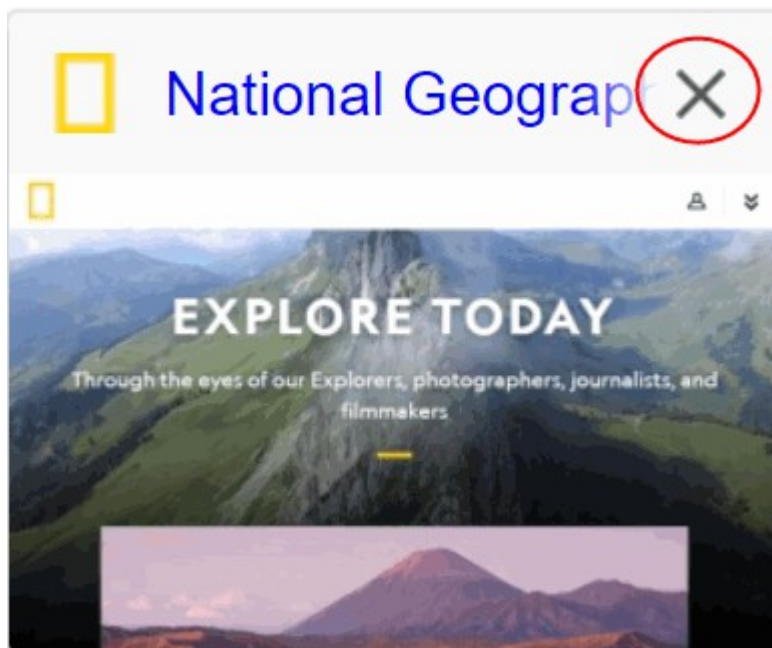 National Geograp
EXPLORE TODAY
Through the eyes of our Explorers, photographers, journalists, and
filmmakers